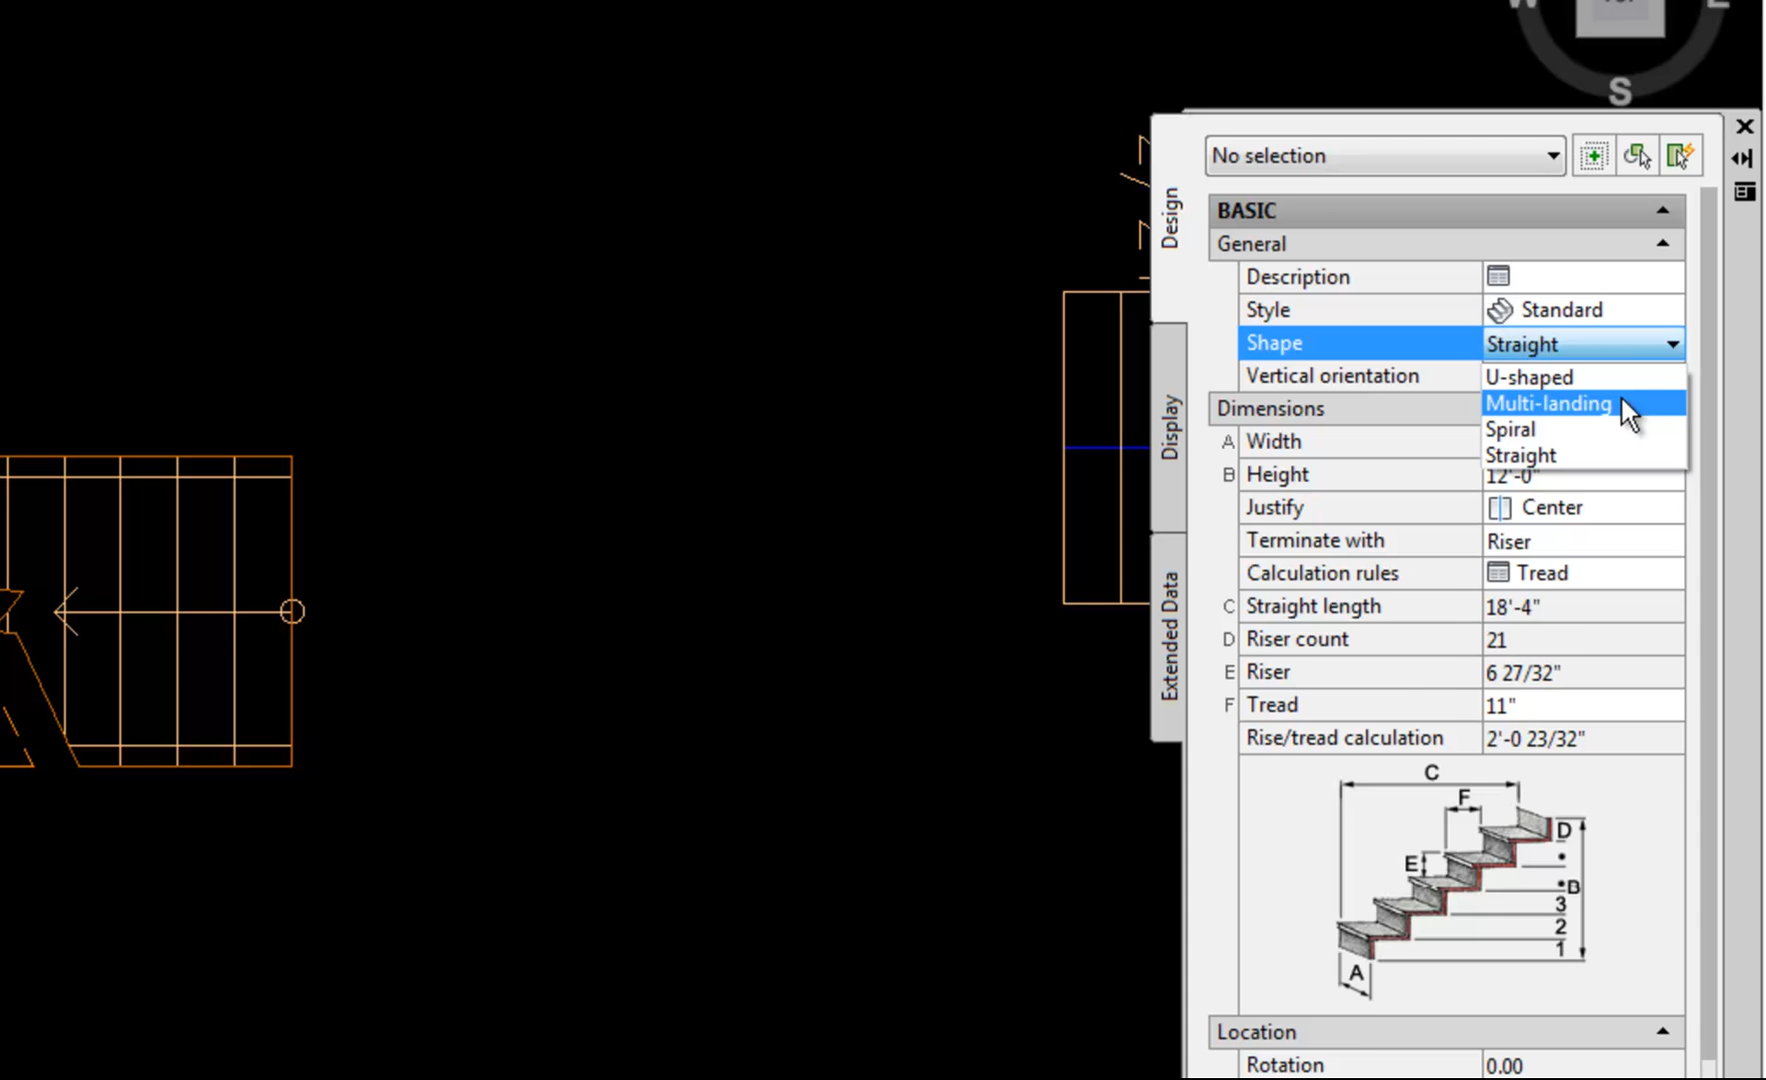 S
No selection
Design
Display
Extended Data
BASIC
General
Description
Style Standard
Shape Straight
Vertical orientation
U-shaped
Multi-landing
Spiral
Straight
Dimensions
A Width
B Height 12'-0"
Justify Center
Terminate with Riser
Calculation rules Tread
C Straight length 18'-4"
D Riser count 21
E Riser 6 27/32"
F Tread 11"
Rise/tread calculation 2'-0 23/32"
C
F
D
E
B
3
2
1
A
Location
Rotation 0.00